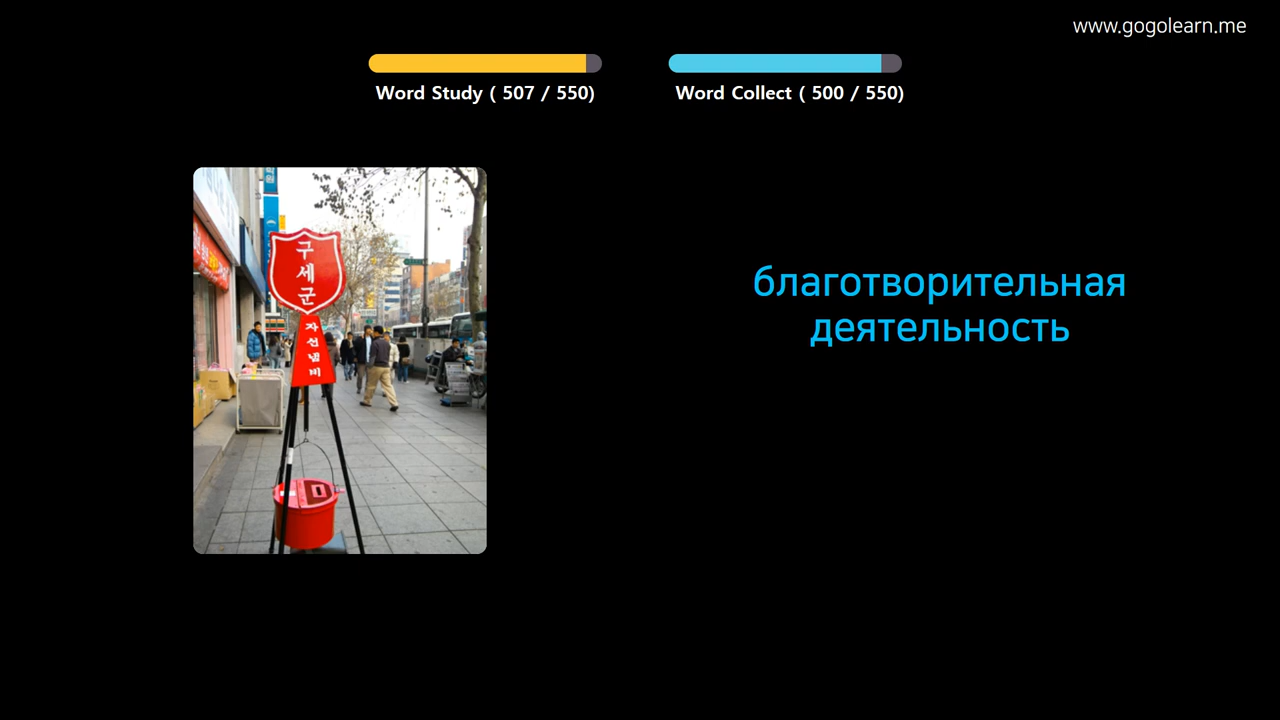 www.gogolearn.me
Word Study ( 507 / 550)
Word Collect ( 500 / 550)
구
세
군
자
선
냄
비
благотворительная
деятельность